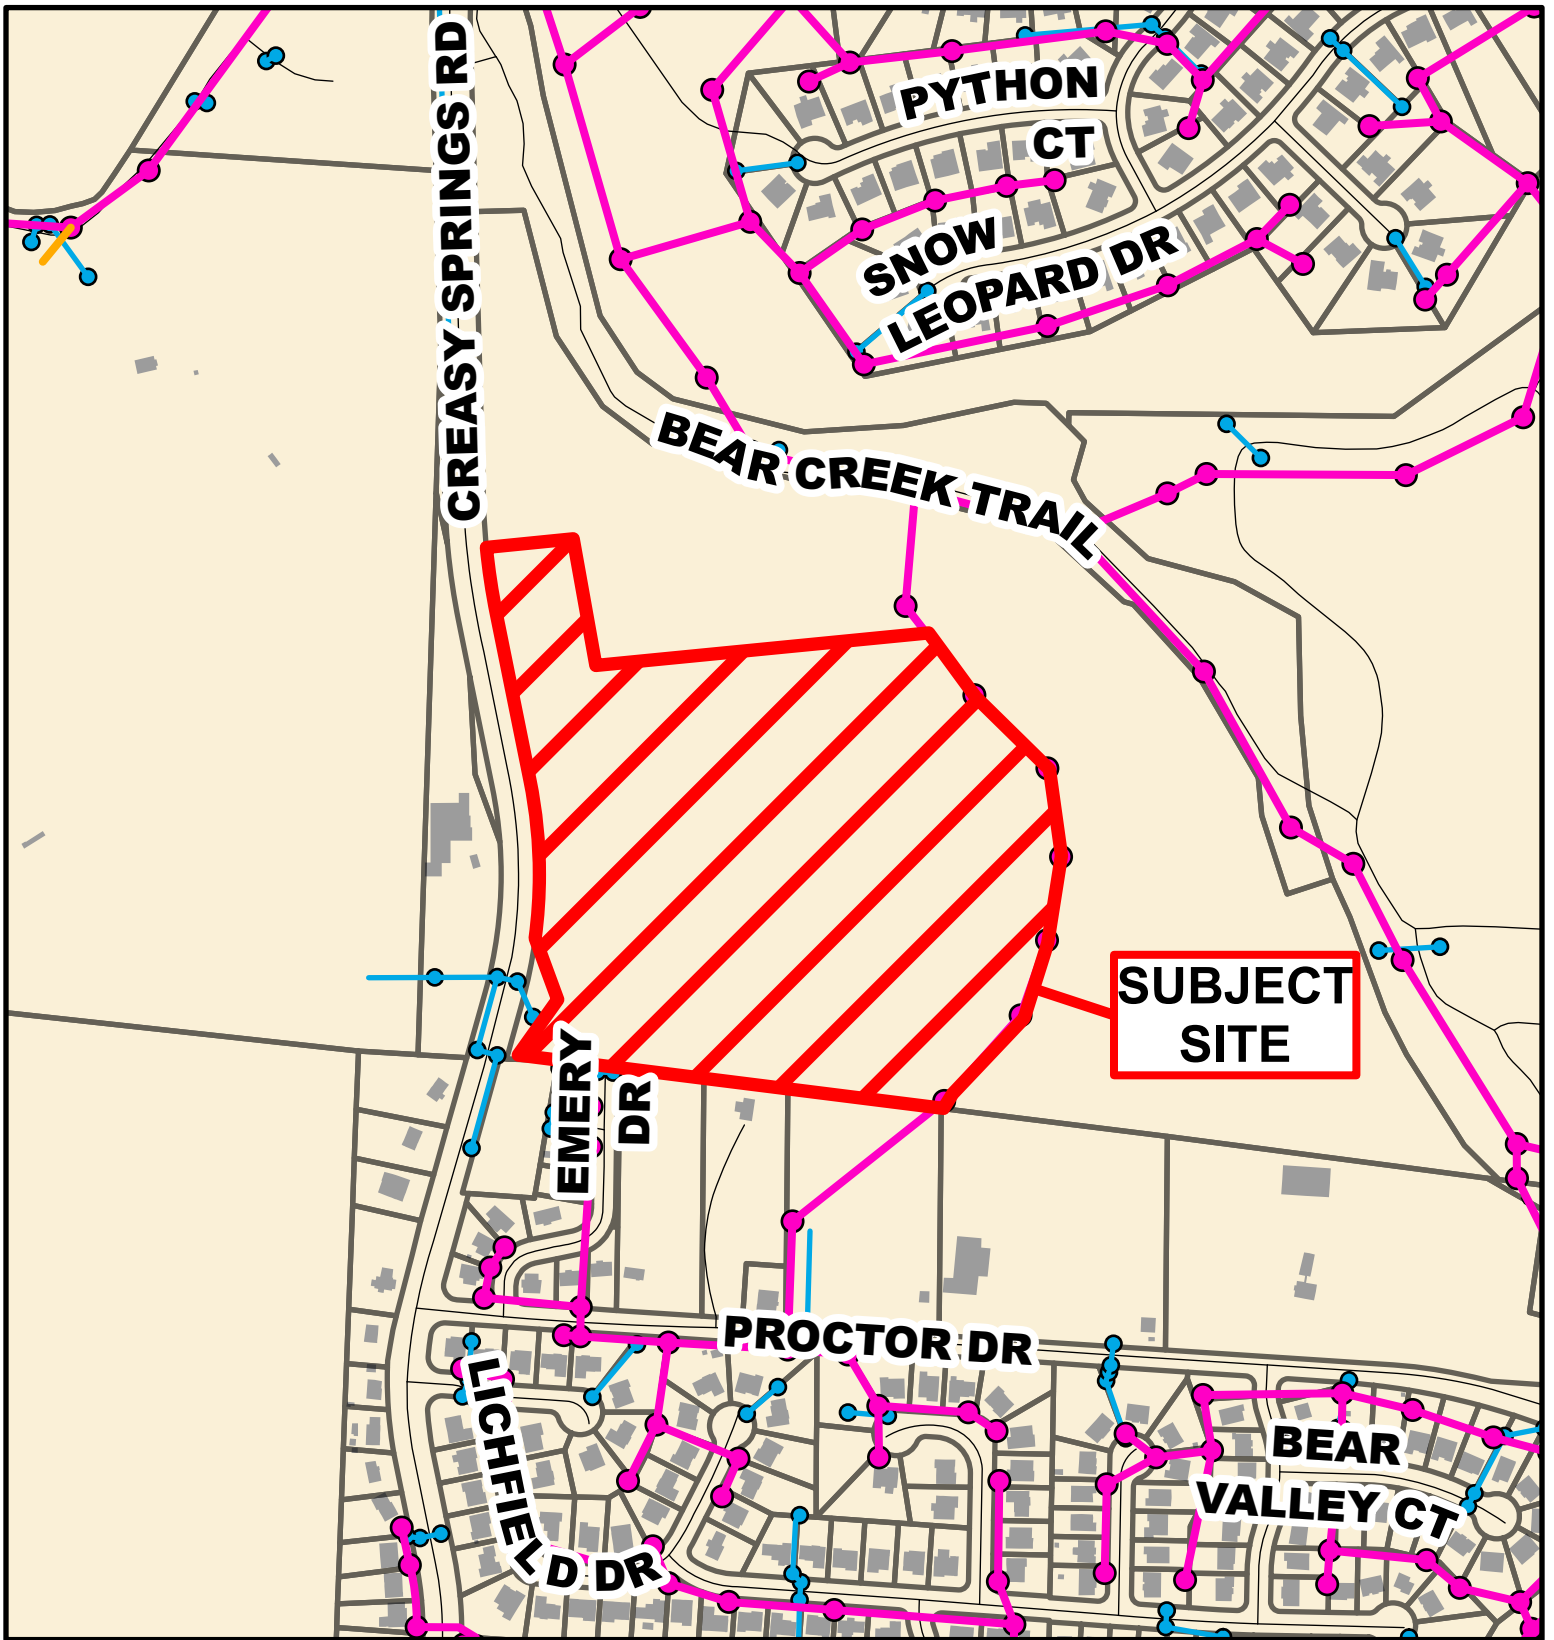 CREASY SPRINGS RD
PYTHON
CT
SNOW
LEOPARD DR
BEAR CREEK TRAIL
SUBJECT
SITE
EMERY
DR
PROCTOR DR
LICHFIELD DR
BEAR
VALLEY CT